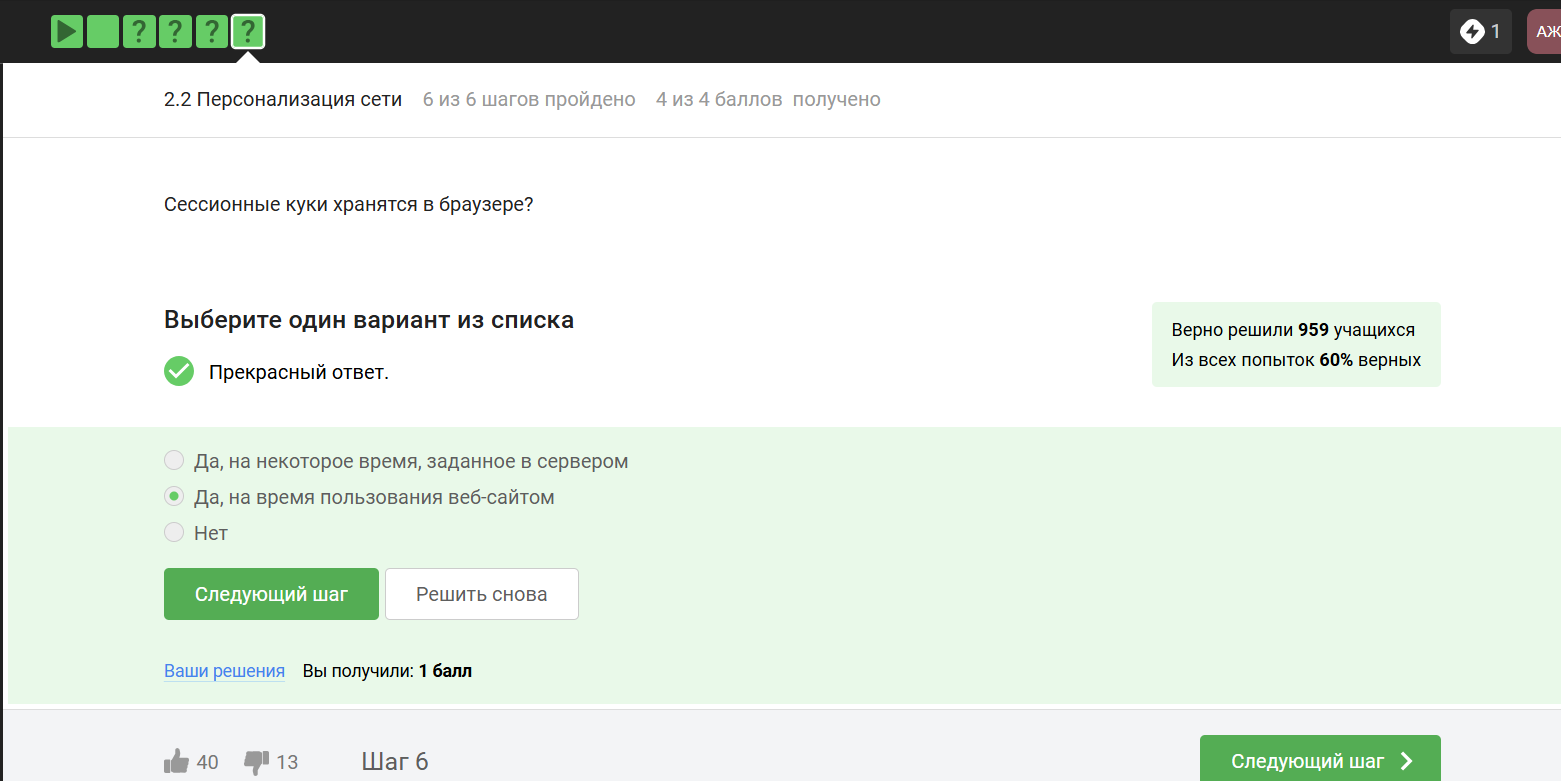 ? ? ? ?
1
АЖ
2.2 Персонализация сети 6 из 6 шагов пройдено 4 из 4 баллов получено
Сессионные куки хранятся в браузере?
Выберите один вариант из списка
Прекрасный ответ.
Верно решили 959 учащихся
Из всех попыток 60% верных
Да, на некоторое время, заданное в сервером
Да, на время пользования веб-сайтом
Нет
Следующий шаг
Решить снова
Ваши решения Вы получили: 1 балл
40 13 Шаг 6
Следующий шаг